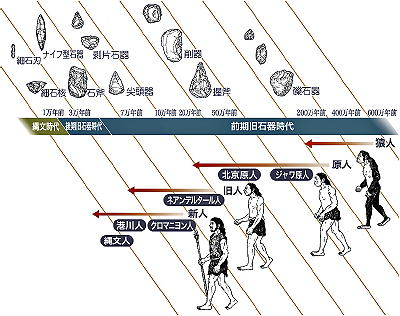 ナイフ型石器
剥片石器
細石刃
削器
細石核
石斧
尖頭器
握斧
礫石器
1万年前
3万年前
7万年前
10万年前
20万年前
50万年前
200万年前
400万年前
600万年前
縄文時代
後期旧石器時代
前期旧石器時代
猿人
原人
北京原人
ジャワ原人
旧人
ネアンデルタール人
新人
港川人
クロマニヨン人
縄文人